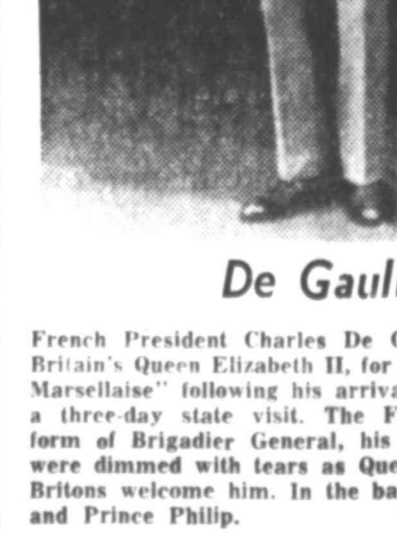 De Gaull
French President Charles De G
Britain's Queen Elizabeth II, for
Marsellaise" following his arriva
a three-day state visit. The F
form of Brigadier General, his
were dimmed with tears as Que
Britons welcome him. In the ba
and Prince Philip.